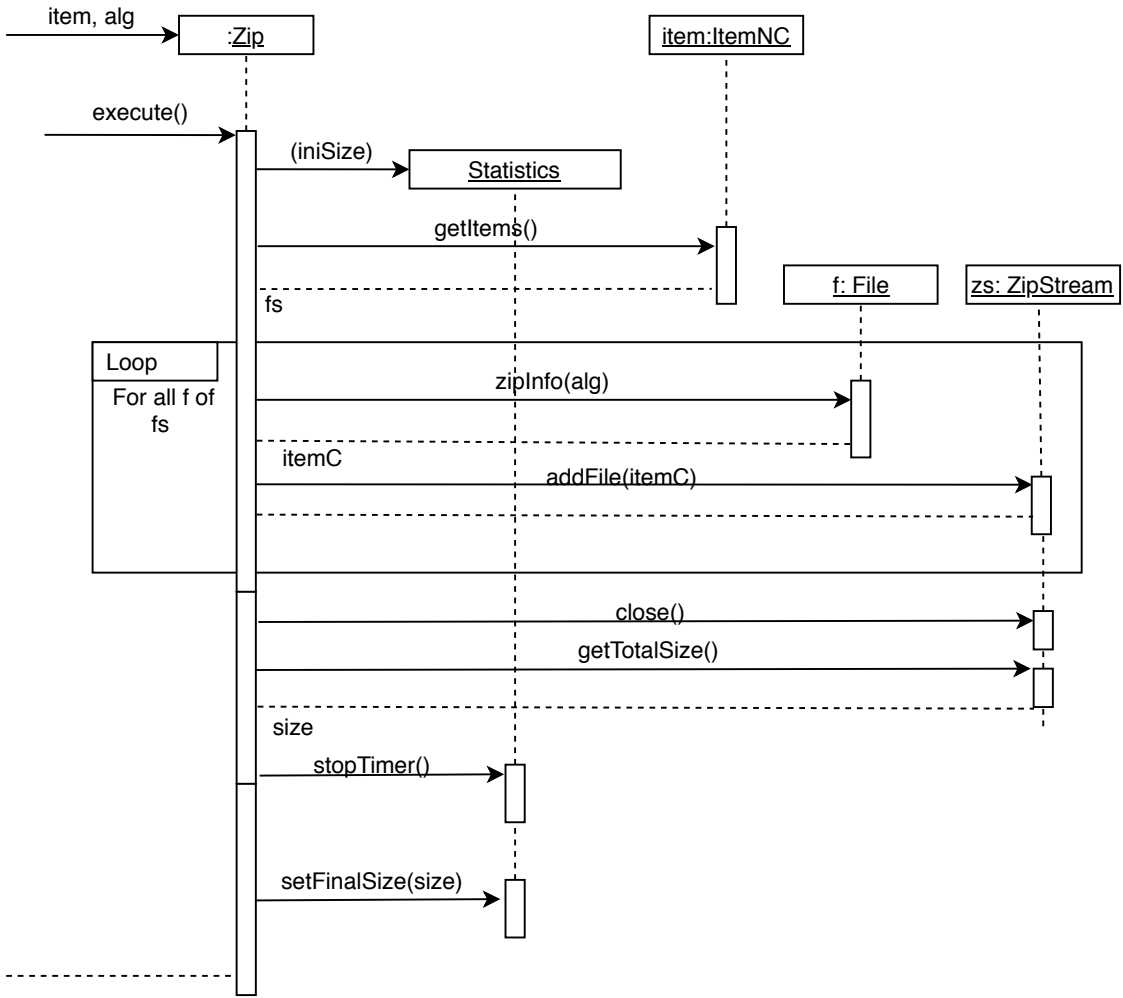 item, alg
:Zip
item:ItemNC
execute()
(iniSize)
Statistics
getItems()
fs
f: File
zs: ZipStream
Loop
For all f of
fs
zipInfo(alg)
itemC
addFile(itemC)
close()
getTotalSize()
size
stopTimer()
setFinalSize(size)